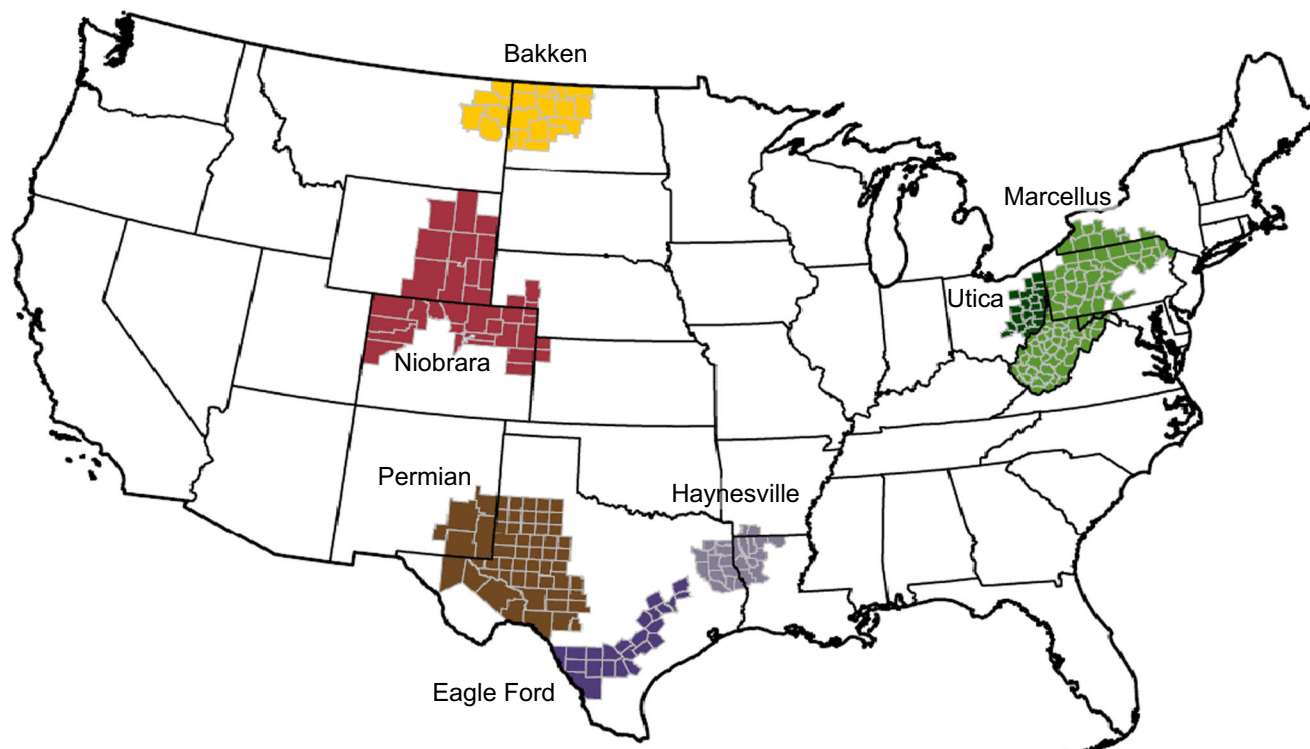 Bakken
Marcellus
Utica
Niobrara
Permian
Haynesville
Eagle Ford